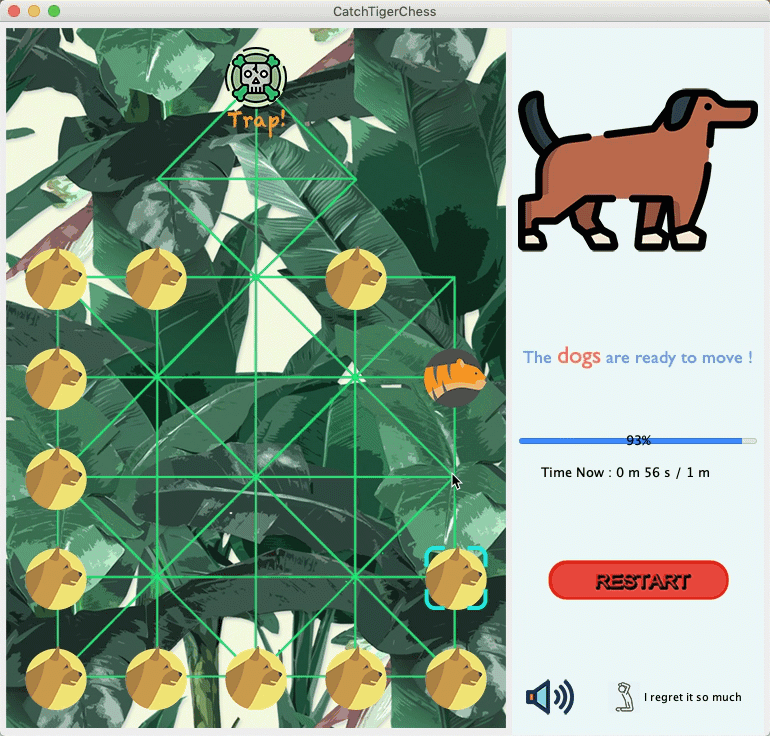 CatchTigerChess
Trap!
The dogs are ready to move !
93%
Time Now : 0 m 56 s / 1 m
RESTART
I regret it so much